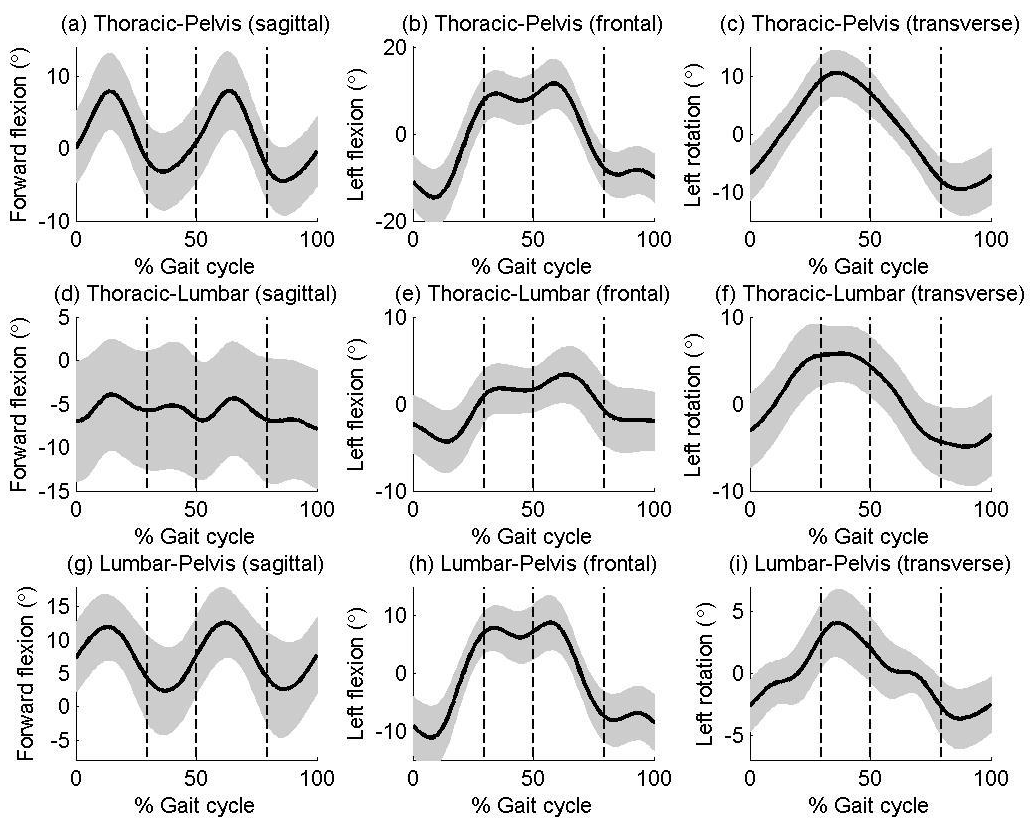 (a) Thoracic-Pelvis (sagittal)
(b) Thoracic-Pelvis (frontal)
(c) Thoracic-Pelvis (transverse)
Forward flexion (°)
10
0
-10
0
50
100
% Gait cycle
Left flexion (°)
20
0
-20
0
50
100
% Gait cycle
Left rotation (°)
10
0
-10
0
50
100
% Gait cycle
(d) Thoracic-Lumbar (sagittal)
(e) Thoracic-Lumbar (frontal)
(f) Thoracic-Lumbar (transverse)
Forward flexion (°)
5
0
-5
-10
-15
0
50
100
% Gait cycle
Left flexion (°)
10
0
-10
0
50
100
% Gait cycle
Left rotation (°)
10
0
-10
0
50
100
% Gait cycle
(g) Lumbar-Pelvis (sagittal)
(h) Lumbar-Pelvis (frontal)
(i) Lumbar-Pelvis (transverse)
Forward flexion (°)
15
10
5
0
-5
0
50
100
% Gait cycle
Left flexion (°)
10
0
-10
0
50
100
% Gait cycle
Left rotation (°)
5
0
-5
0
50
100
% Gait cycle